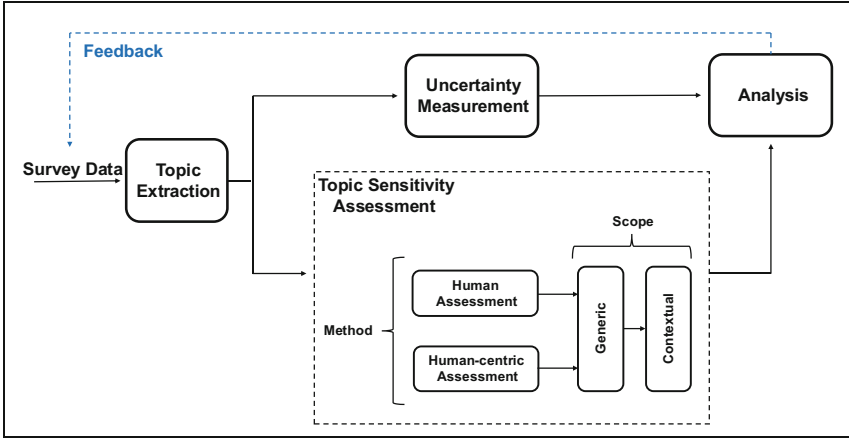 Feedback
Uncertainty
Measurement
Analysis
Survey Data
Topic
Extraction
Topic Sensitivity
Assessment
Scope
Method
Human
Assessment
Human-centric
Assessment
Generic
Contextual